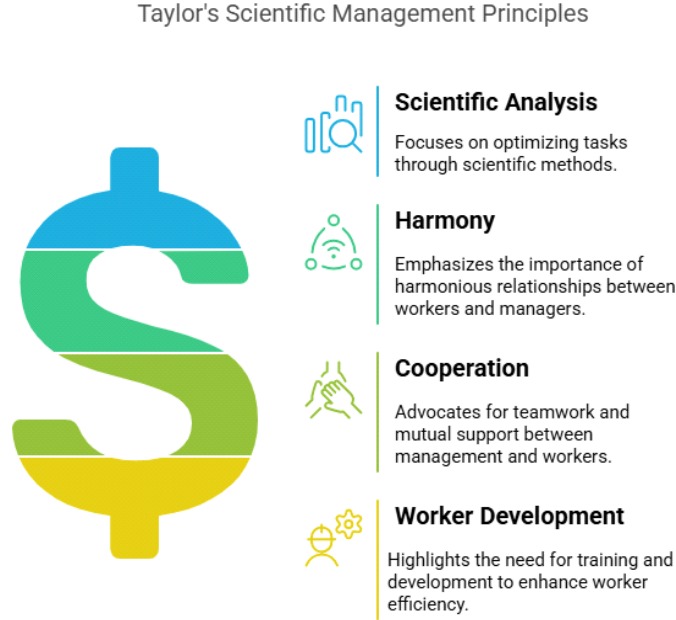 Taylor's Scientific Management Principles
Scientific Analysis
Focuses on optimizing tasks
through scientific methods.
Harmony
Emphasizes the importance of
harmonious relationships between
workers and managers.
Cooperation
Advocates for teamwork and
mutual support between
management and workers.
Worker Development
Highlights the need for training and
development to enhance worker
efficiency.